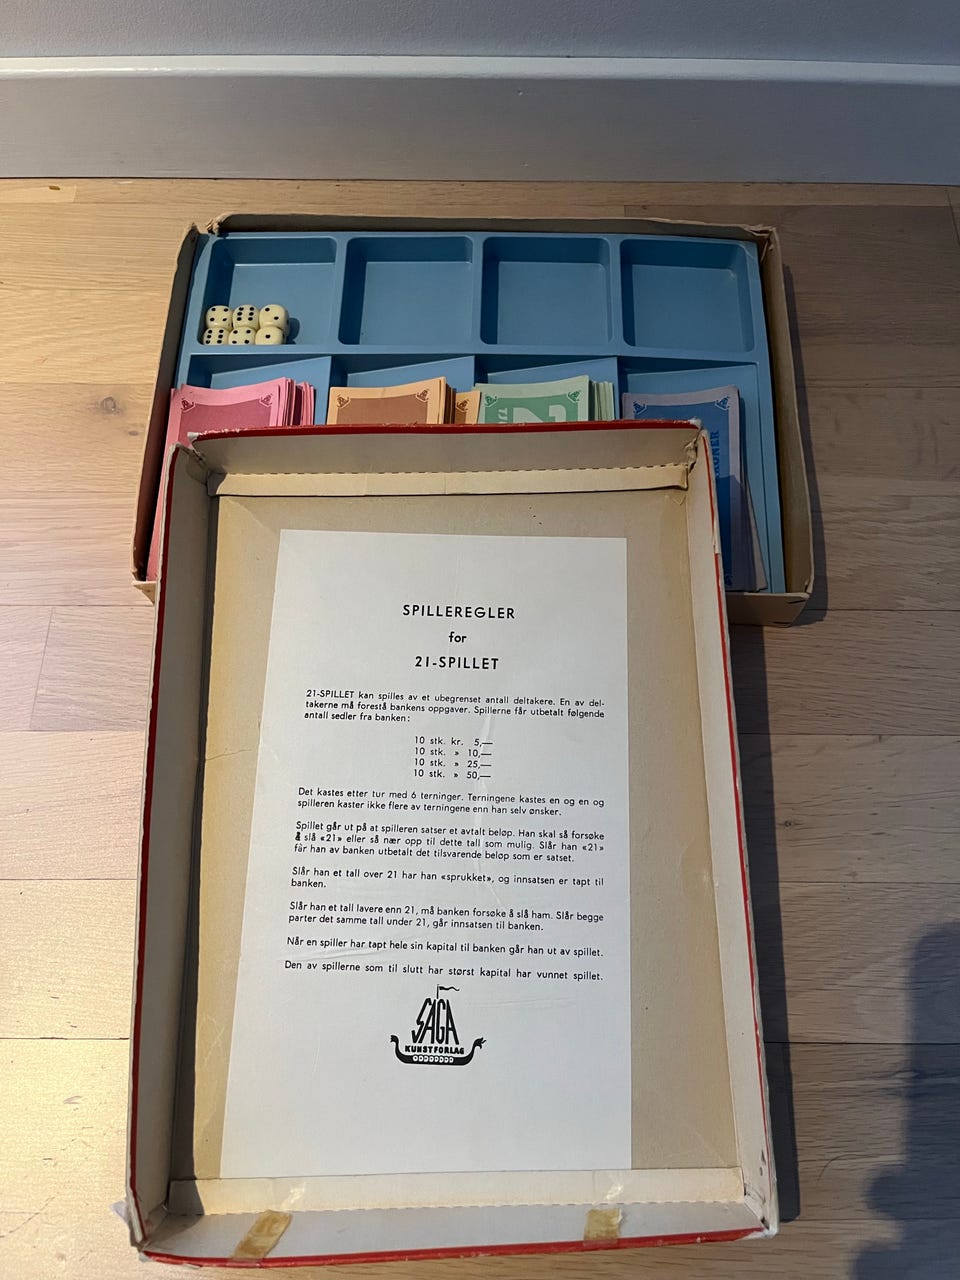 2
KRONER
SPILLEREGLER
for
21-SPILLET
21-SPILLET kan spilles av et ubegrenset antall deltakere. En av del-
takerne må forestå bankens oppgaver. Spillerne får utbetalt følgende
antall sedler fra banken:
10 stk. kr. 5,—
10 stk. » 10,—
10 stk. » 25,—
10 stk. » 50,—
Det kastes etter tur med 6 terninger. Terningene kastes en og en og
spilleren kaster ikke flere av terningene enn han selv ønsker.
Spillet går ut på at spilleren satser et avtalt beløp. Han skal så forsøke
å slå «21» eller så nær opp til dette tall som mulig. Slår han «21»
får han av banken utbetalt det tilsvarende beløp som er satset.
Slår han et tall over 21 har han «sprukket», og innsatsen er tapt til
banken.
Slår han et tall lavere enn 21, må banken forsøke å slå ham. Slår begge
parter det samme tall under 21, går innsatsen til banken.
Når en spiller har tapt hele sin kapital til banken går han ut av spillet.
Den av spillerne som til slutt har størst kapital har vunnet spillet.
SAGA
KUNSTFORLAG